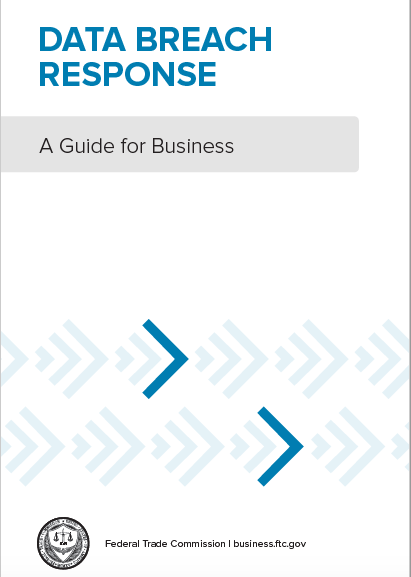 DATA BREACH
RESPONSE
A Guide for Business
Federal Trade Commission | business.ftc.gov